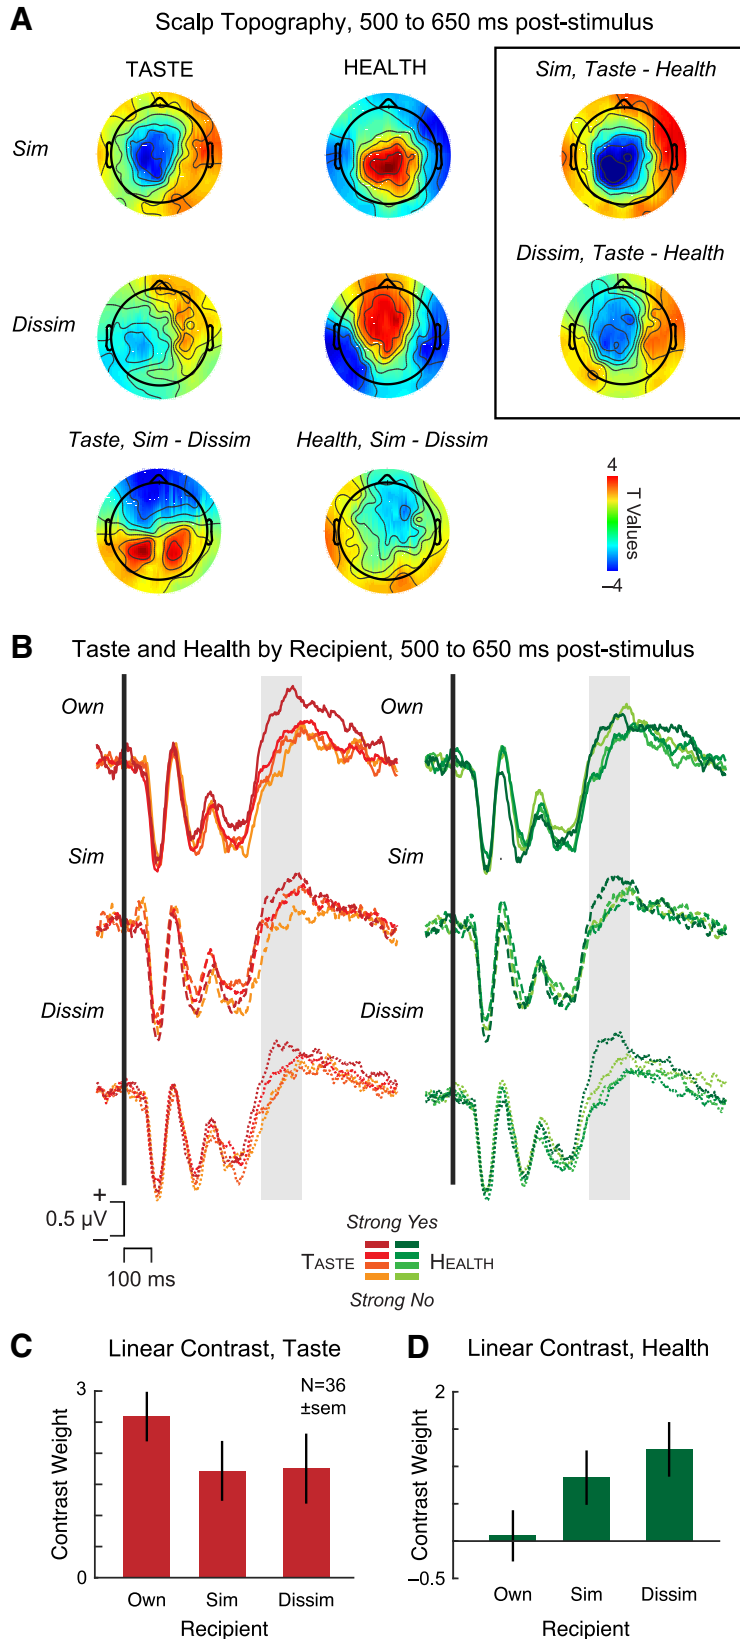 A Scalp Topography, 500 to 650 ms post-stimulus
TASTE HEALTH Sim, Taste - Health
Sim
Dissim, Taste - Health
Dissim
Taste, Sim - Dissim Health, Sim - Dissim
4
T Values
–4
B Taste and Health by Recipient, 500 to 650 ms post-stimulus
Own Own
Sim Sim
Dissim Dissim
+
0.5 µV
–
100 ms
Strong Yes
TASTE HEALTH
Strong No
C Linear Contrast, Taste
3
N=36
±sem
Contrast Weight
0
Own Sim Dissim
Recipient
D Linear Contrast, Health
2
Contrast Weight
–0.5
Own Sim Dissim
Recipient